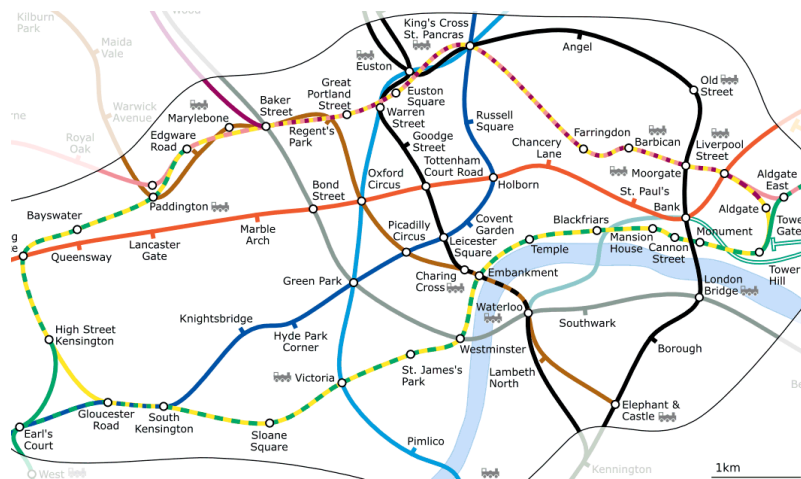 Kilburn
Park
Wood
Maida
Vale
King's Cross
St. Pancras
Angel
Euston
Old
Street
Warwick
Avenue
Great
Portland
Street
Euston
Square
Baker
Street
Marylebone
Warren
Street
Russell
Square
Royal
Oak
Edgware
Road
Regent's
Park
Goodge
Street
Farringdon
Barbican
Liverpool
Street
Chancery
Lane
Moorgate
Tottenham
Court Road
Aldgate
East
Oxford
Circus
Bond
Street
Holborn
St. Paul's
Bank
Paddington
Bayswater
Aldgate
Tower
Gate
Queensway
Lancaster
Gate
Marble
Arch
Picadilly
Circus
Covent
Garden
Leicester
Square
Blackfriars
Temple
Mansion
House
Cannon
Street
Monument
Tower
Hill
Green Park
Charing
Cross
Embankment
London
Bridge
Waterloo
Knightsbridge
Hyde Park
Corner
Southwark
High Street
Kensington
Westminster
Borough
St. James's
Park
Victoria
Lambeth
North
Gloucester
Road
South
Kensington
Sloane
Square
Elephant &
Castle
Earl's
Court
Pimlico
West
Kennington
1km